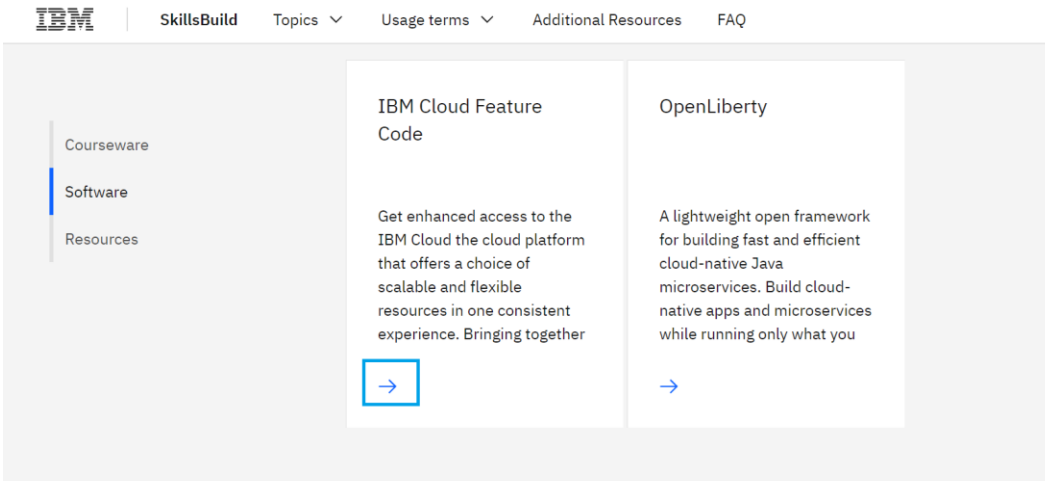 IBM SkillsBuild Topics Usage terms Additional Resources FAQ
Courseware
Software
Resources
IBM Cloud Feature
Code
Get enhanced access to the
IBM Cloud the cloud platform
that offers a choice of
scalable and flexible
resources in one consistent
experience. Bringing together
OpenLiberty
A lightweight open framework
for building fast and efficient
cloud-native Java
microservices. Build cloud-
native apps and microservices
while running only what you